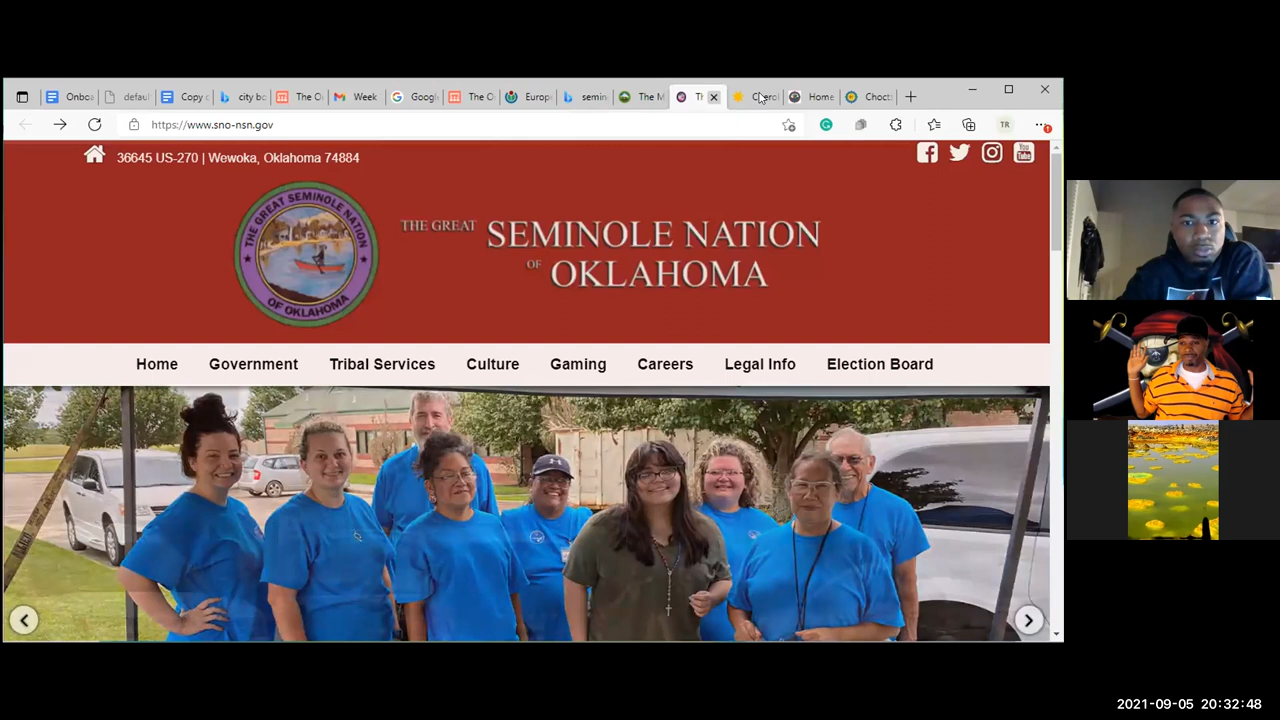 Onboa
defaul
Copy o
city bo
The O
Week
Googl
The O
Europ
semin
The M
Th
Home
Chocta
https://www.sno-nsn.gov
TR
36645 US-270 | Wewoka, Oklahoma 74884
You
Tube
THE GREAT SEMINOLE NATION
OF OKLAHOMA
THE GREAT SEMINOLE NATION
OF OKLAHOMA
Home Government Tribal Services Culture Gaming Careers Legal Info Election Board
2021-09-05 20:32:48